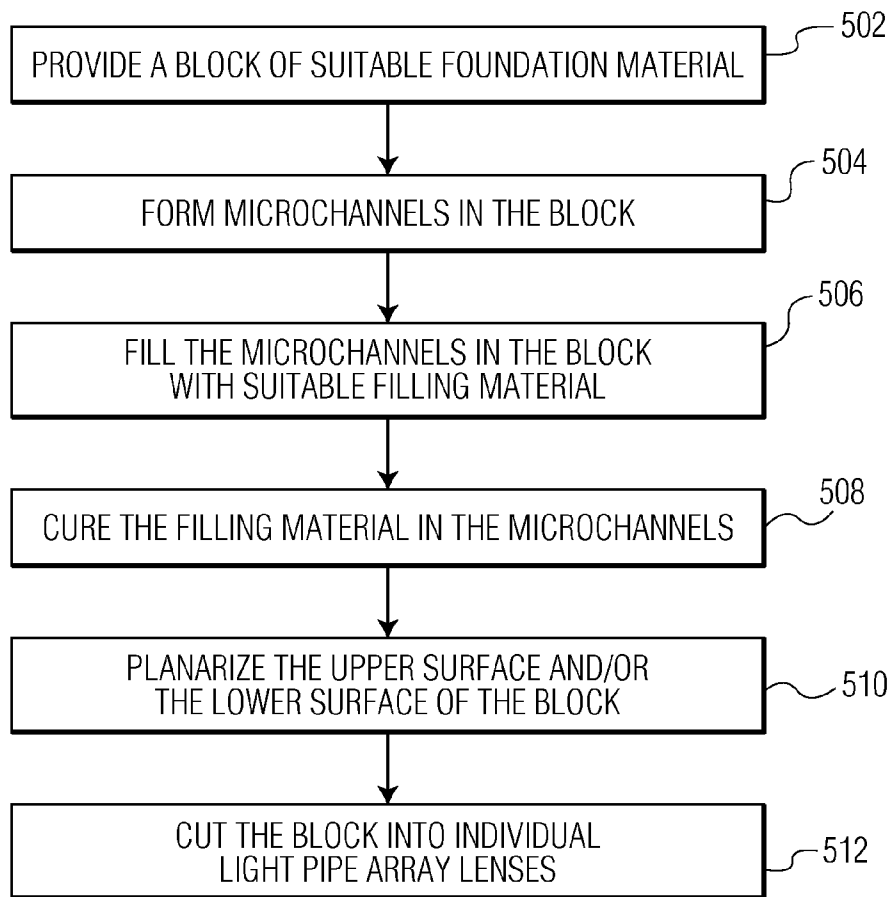 502
PROVIDE A BLOCK OF SUITABLE FOUNDATION MATERIAL
504
FORM MICROCHANNELS IN THE BLOCK
506
FILL THE MICROCHANNELS IN THE BLOCK
WITH SUITABLE FILLING MATERIAL
508
CURE THE FILLING MATERIAL IN THE MICROCHANNELS
PLANARIZE THE UPPER SURFACE AND/OR
THE LOWER SURFACE OF THE BLOCK
510
CUT THE BLOCK INTO INDIVIDUAL
LIGHT PIPE ARRAY LENSES
512